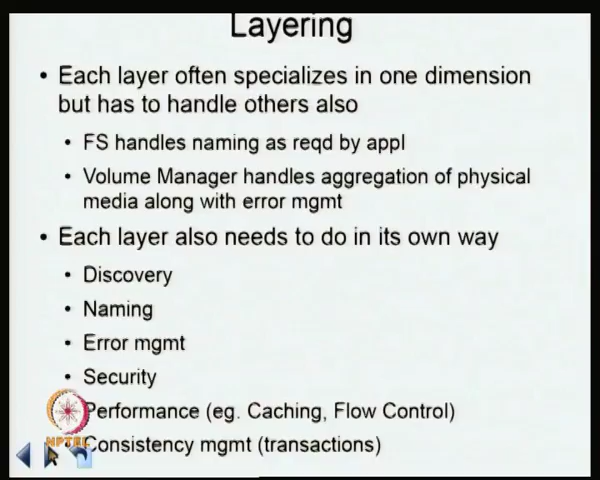 Layering
• Each layer often specializes in one dimension
but has to handle others also
• FS handles naming as reqd by appl
• Volume Manager handles aggregation of physical
media along with error mgmt
• Each layer also needs to do in its own way
• Discovery
• Naming
• Error mgmt
• Security
Performance (eg. Caching, Flow Control)
• Consistency mgmt (transactions)
NPTEL